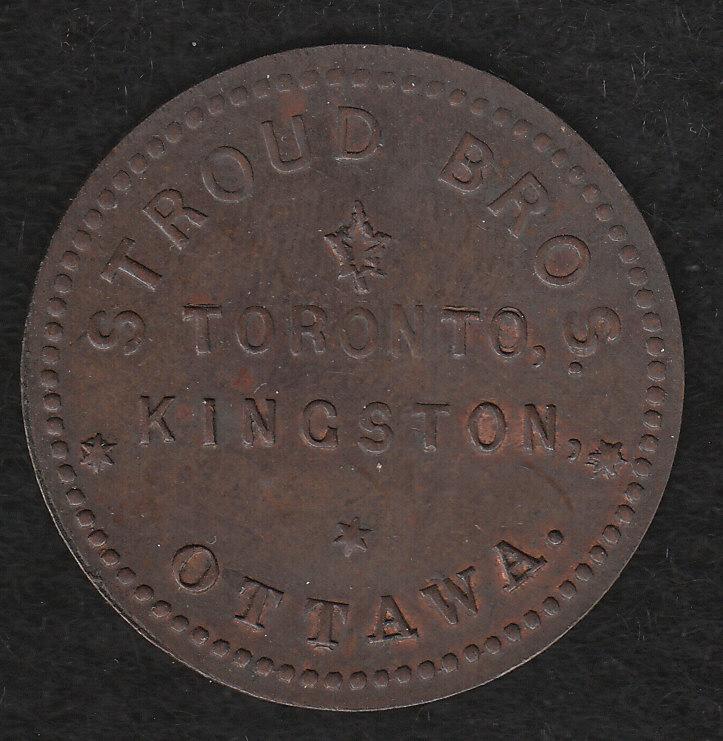 STROUD BROS.
TORONTO,
KINGSTON,
OTTAWA.